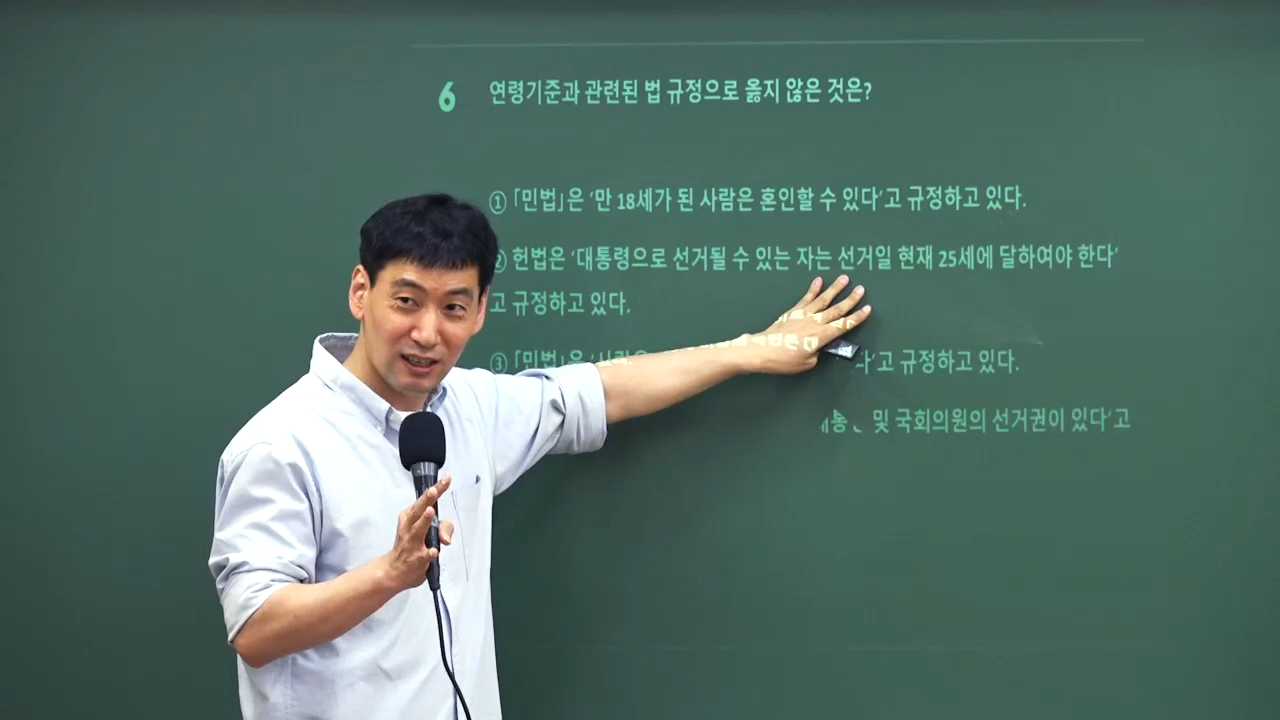 6 연령기준과 관련된 법 규정으로 옳지 않은 것은?
① 「민법」은 ‘만 18세가 된 사람은 혼인할 수 있다’고 규정하고 있다.
② 헌법은 ‘대통령으로 선거될 수 있는 자는 선거일 현재 25세에 달하여야 한다’
고 규정하고 있다.
③ 「민법」은 ‘사람은 고 규정하고 있다.
및 국회의원의 선거권이 있다’고